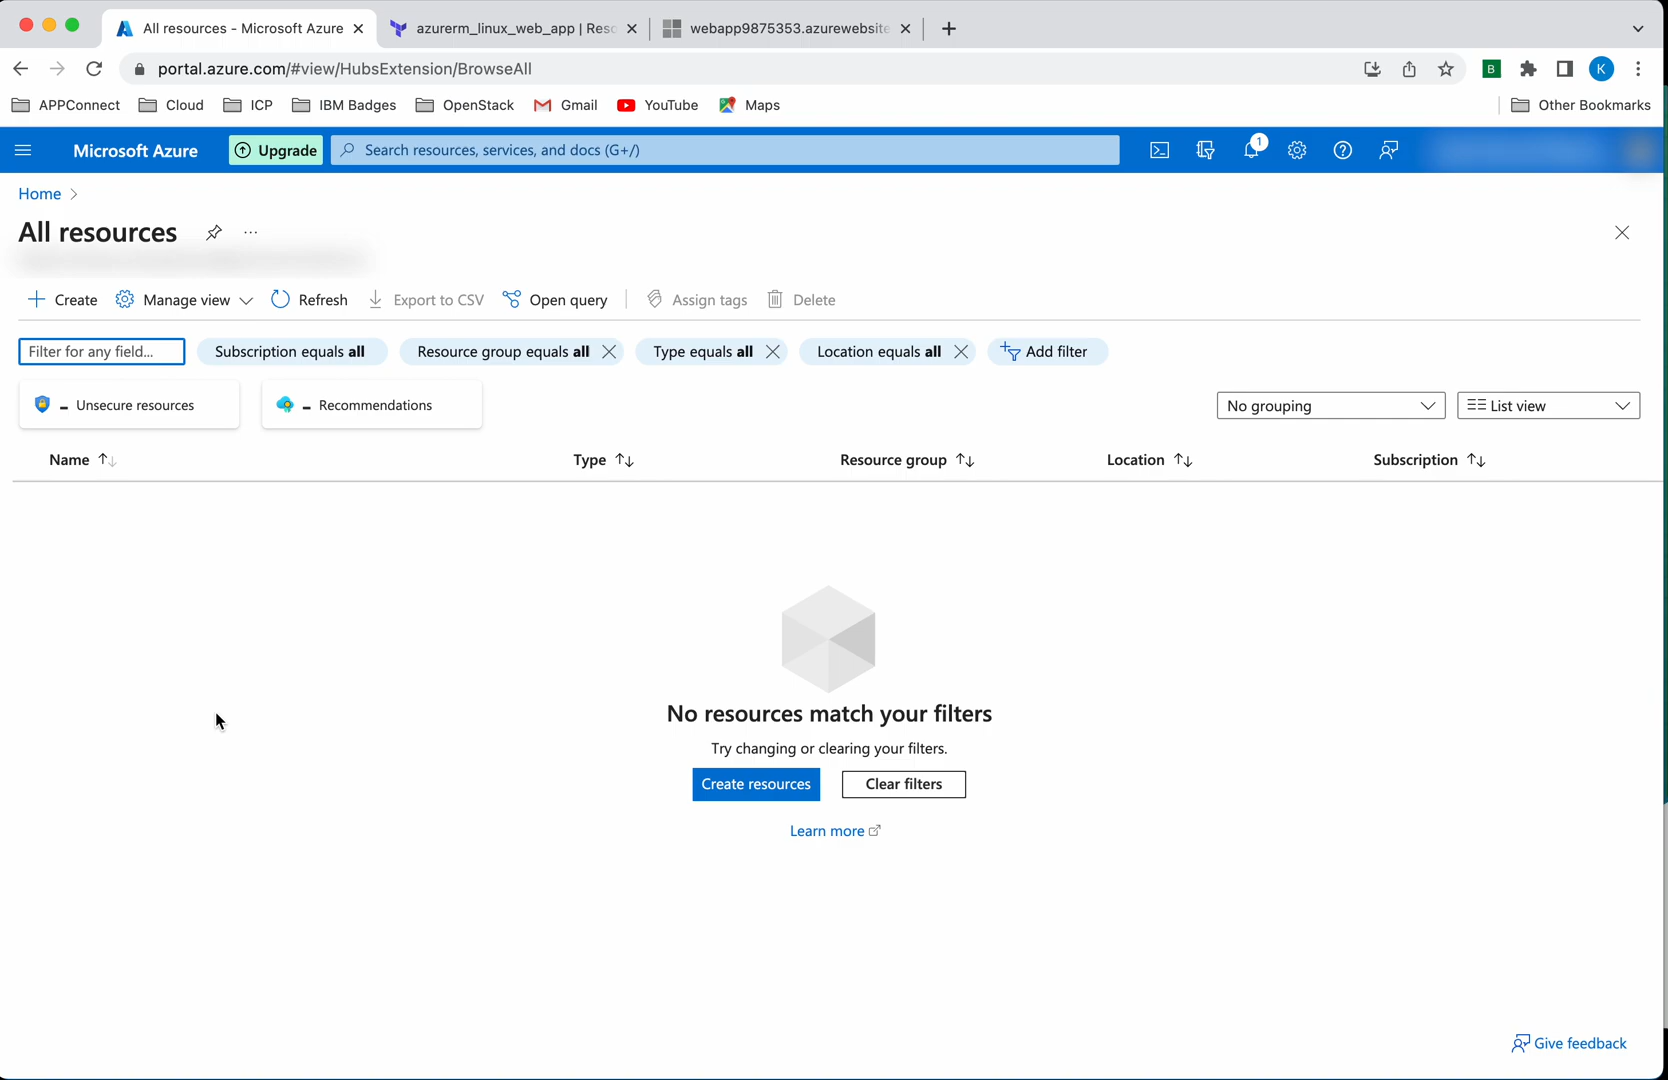 All resources - Microsoft Azure
azurerm_linux_web_app | Reso
webapp9875353.azurewebsite
portal.azure.com/#view/HubsExtension/BrowseAll
B
K
APPConnect
Cloud
ICP
IBM Badges
OpenStack
Gmail
YouTube
Maps
Other Bookmarks
Microsoft Azure
Upgrade
Search resources, services, and docs (G+/)
1
Home
All resources
...
Create
Manage view
Refresh
Export to CSV
Open query
Assign tags
Delete
Filter for any field...
Subscription equals all
Resource group equals all
Type equals all
Location equals all
Add filter
- Unsecure resources
- Recommendations
No grouping
List view
Name
Type
Resource group
Location
Subscription
No resources match your filters
Try changing or clearing your filters.
Create resources
Clear filters
Learn more
Give feedback